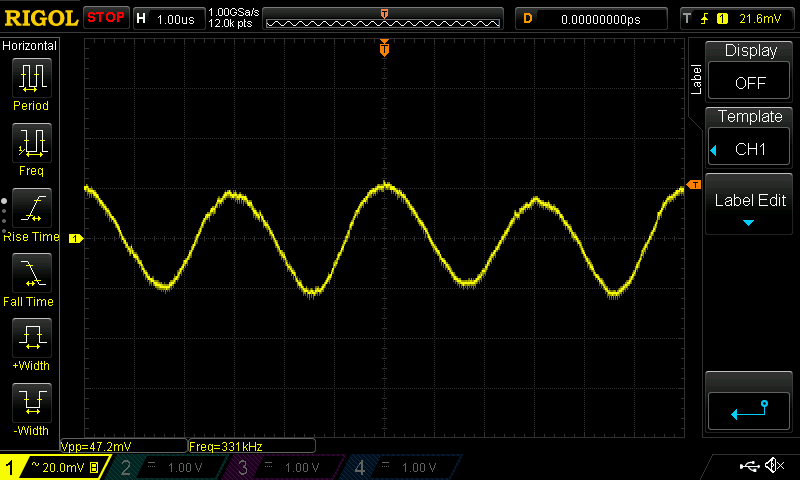 RIGOL STOP H 1.00us 1.00GSa/s 12.0k pts T D 0.00000000ps T 1 21.6mV
Horizontal
Period
Freq
Rise Time
Fall Time
+Width
-Width
T
T
1
Vpp=47.2mV Freq=331kHz
Label
Display
OFF
Template
CH1
Label Edit
1 ~ 20.0mV B 2 1.00 V 3 1.00 V 4 1.00 V